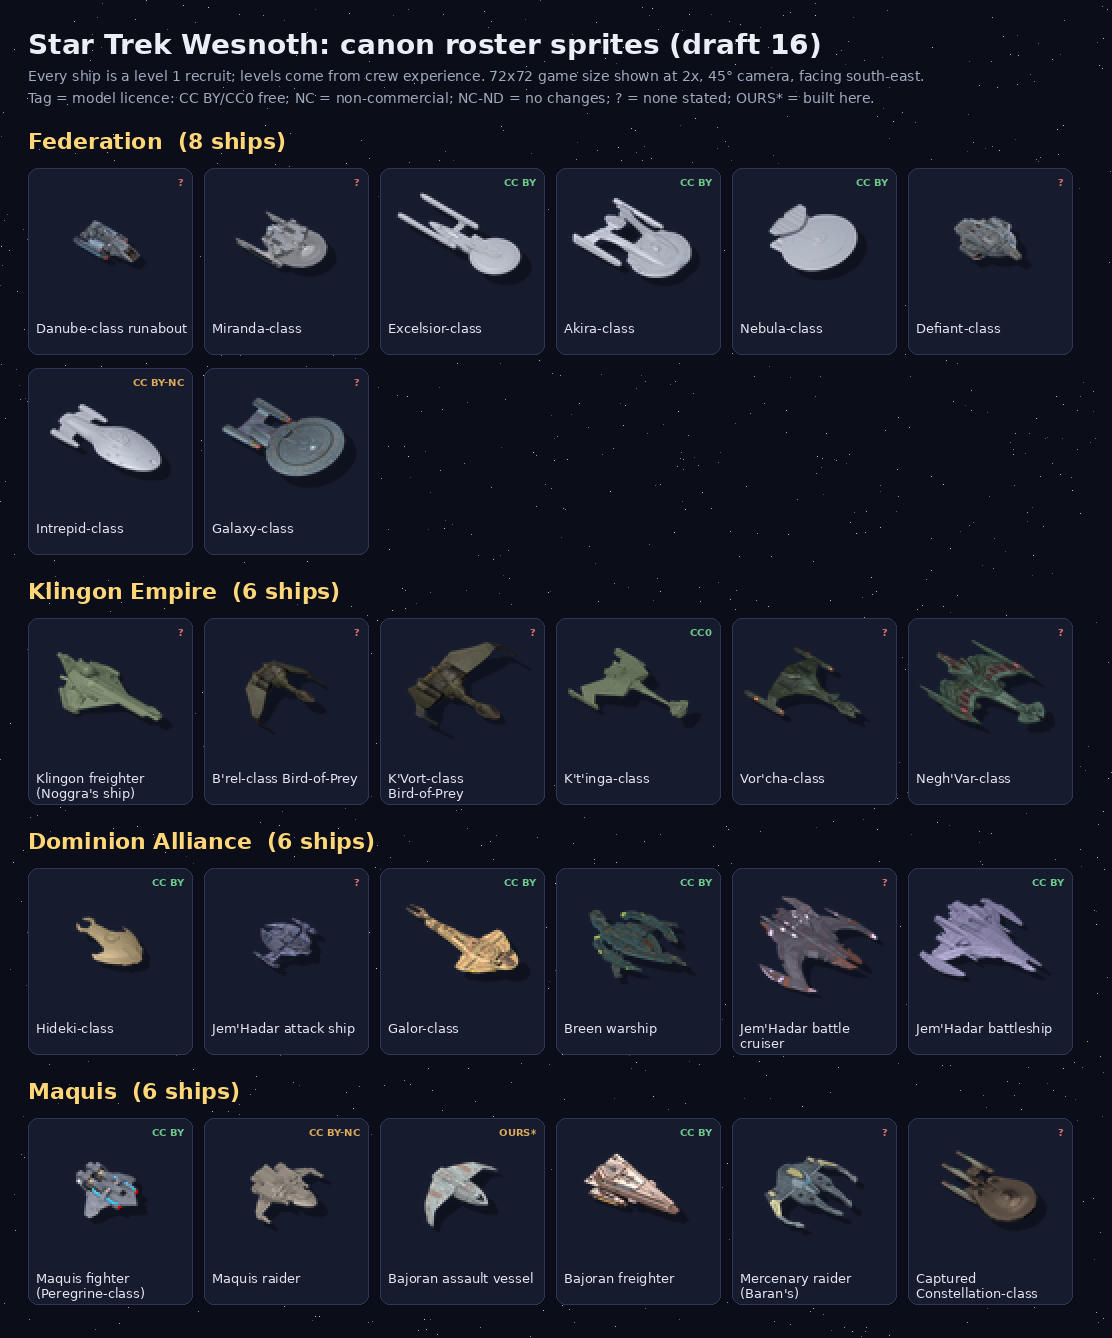 Star Trek Wesnoth: canon roster sprites (draft 16)
Every ship is a level 1 recruit; levels come from crew experience. 72x72 game size shown at 2x, 45° camera, facing south-east.
Tag = model licence: CC BY/CC0 free; NC = non-commercial; NC-ND = no changes; ? = none stated; OURS* = built here.
Federation  (8 ships)
?
?
CC BY
CC BY
CC BY
?
Danube-class runabout
Miranda-class
Excelsior-class
Akira-class
Nebula-class
Defiant-class
CC BY-NC
?
Intrepid-class
Galaxy-class
Klingon Empire  (6 ships)
?
?
?
CC0
?
?
Klingon freighter
(Noggra's ship)
B'rel-class Bird-of-Prey
K'Vort-class
Bird-of-Prey
K't'inga-class
Vor'cha-class
Negh'Var-class
Dominion Alliance  (6 ships)
CC BY
?
CC BY
CC BY
?
CC BY
Hideki-class
Jem'Hadar attack ship
Galor-class
Breen warship
Jem'Hadar battle
cruiser
Jem'Hadar battleship
Maquis  (6 ships)
CC BY
CC BY-NC
OURS*
CC BY
?
?
Maquis fighter
(Peregrine-class)
Maquis raider
Bajoran assault vessel
Bajoran freighter
Mercenary raider
(Baran's)
Captured
Constellation-class